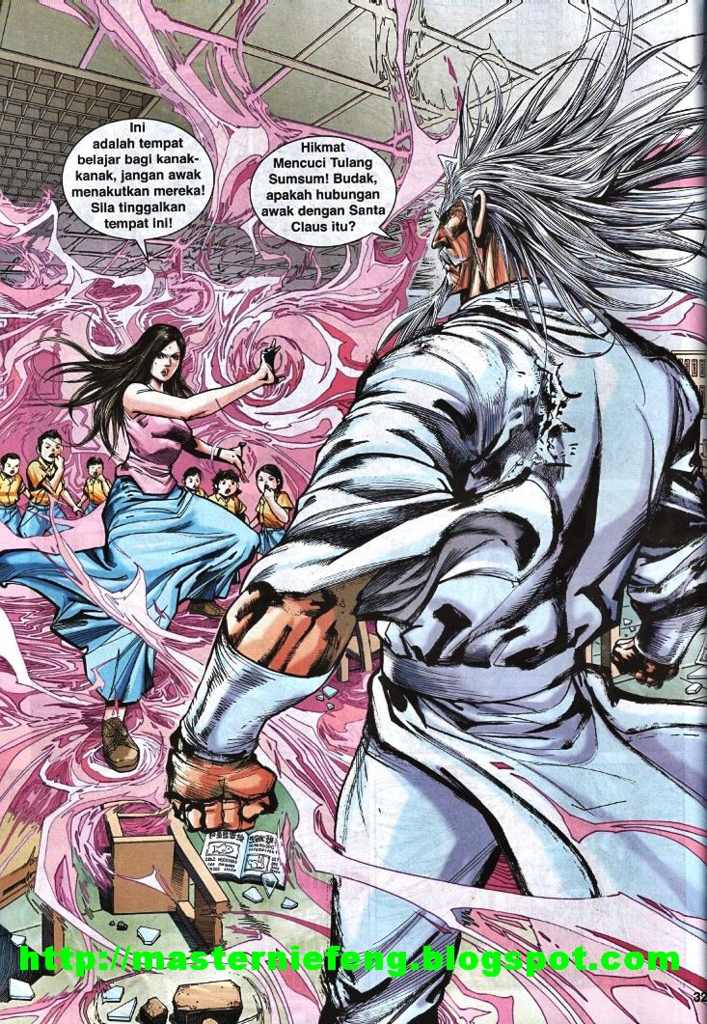 Ini
adalah tempat
belajar bagi kanak-
kanak, jangan awak
menakutkan mereka!
Sila tinggalkan
tempat ini!
Hikmat
Mencuci Tulang
Sumsum! Budak,
apakah hubungan
awak dengan Santa
Claus itu?
http://masterniefeng.blogspot.com
32